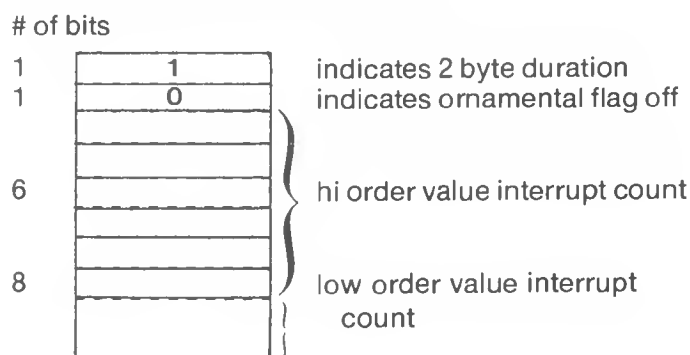 # of bits
1 1 indicates 2 byte duration
1 0 indicates ornamental flag off
6 hi order value interrupt count
8 low order value interrupt
count